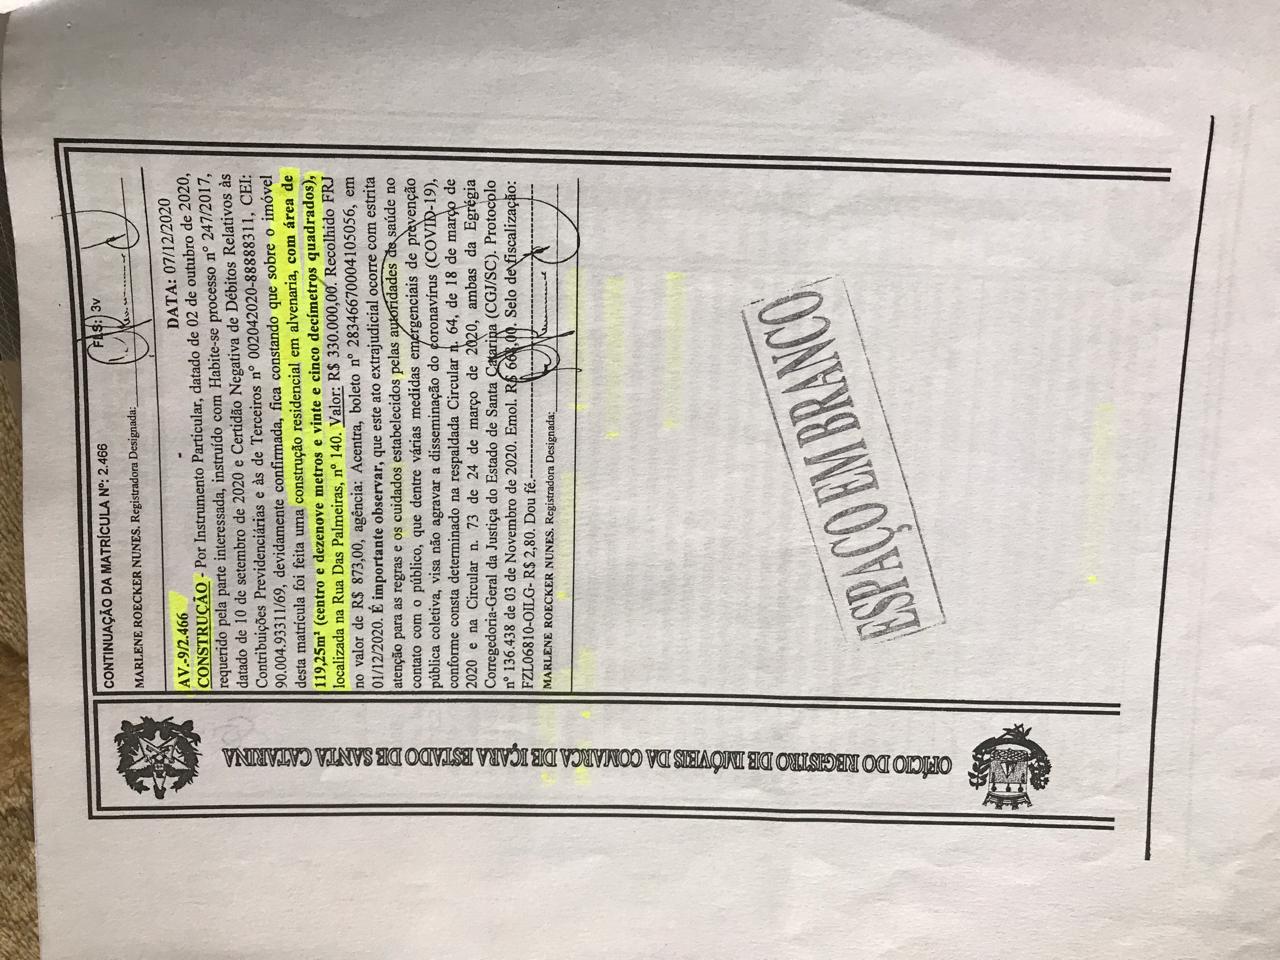 CONTINUAÇÃO DA MATRÍCULA Nº: 2.466
FLS: 3v
MARLENE ROECKER NUNES. Registradora Designada:
AV.-9/2.466 - DATA: 07/12/2020
CONSTRUÇÃO - Por Instrumento Particular, datado de 02 de outubro de 2020,
requerido pela parte interessada, instruído com Habite-se processo nº 247/2017,
datado de 10 de setembro de 2020 e Certidão Negativa de Débitos Relativos às
Contribuições Previdenciárias e às de Terceiros nº 002042020-88888311, CEI:
90.004.93311/69, devidamente confirmada, fica constando que sobre o imóvel
desta matrícula foi feita uma construção residencial em alvenaria, com área de
119,25m² (centro e dezenove metros e vinte e cinco decímetros quadrados),
localizada na Rua Das Palmeiras, nº 140. Valor: R$ 330.000,00. Recolhido FRJ
no valor de R$ 873,00, agência: Acentra, boleto nº 28346670004105056, em
01/12/2020. É importante observar, que este ato extrajudicial ocorre com estrita
atenção para as regras e os cuidados estabelecidos pelas autoridades de saúde no
contato com o público, que dentre várias medidas emergenciais de prevenção
pública coletiva, visa não agravar a disseminação do coronavírus (COVID-19),
conforme consta determinado na respaldada Circular n. 64, de 18 de março de
2020 e na Circular n. 73 de 24 de março de 2020, ambas da Egrégia
Corregedoria-Geral da Justiça do Estado de Santa Catarina (CGJ/SC). Protocolo
nº 136.438 de 03 de Novembro de 2020. Emol. R$ Selo de fiscalização:
FZL06810-OILG- R$ 2,80. Dou fé.
MARLENE ROECKER NUNES. Registradora Designada:
ESPAÇO EM BRANCO
OFÍCIO DO REGISTRO DE IMÓVEIS DA COMARCA DE IÇARA ESTADO DE SANTA CATARINA